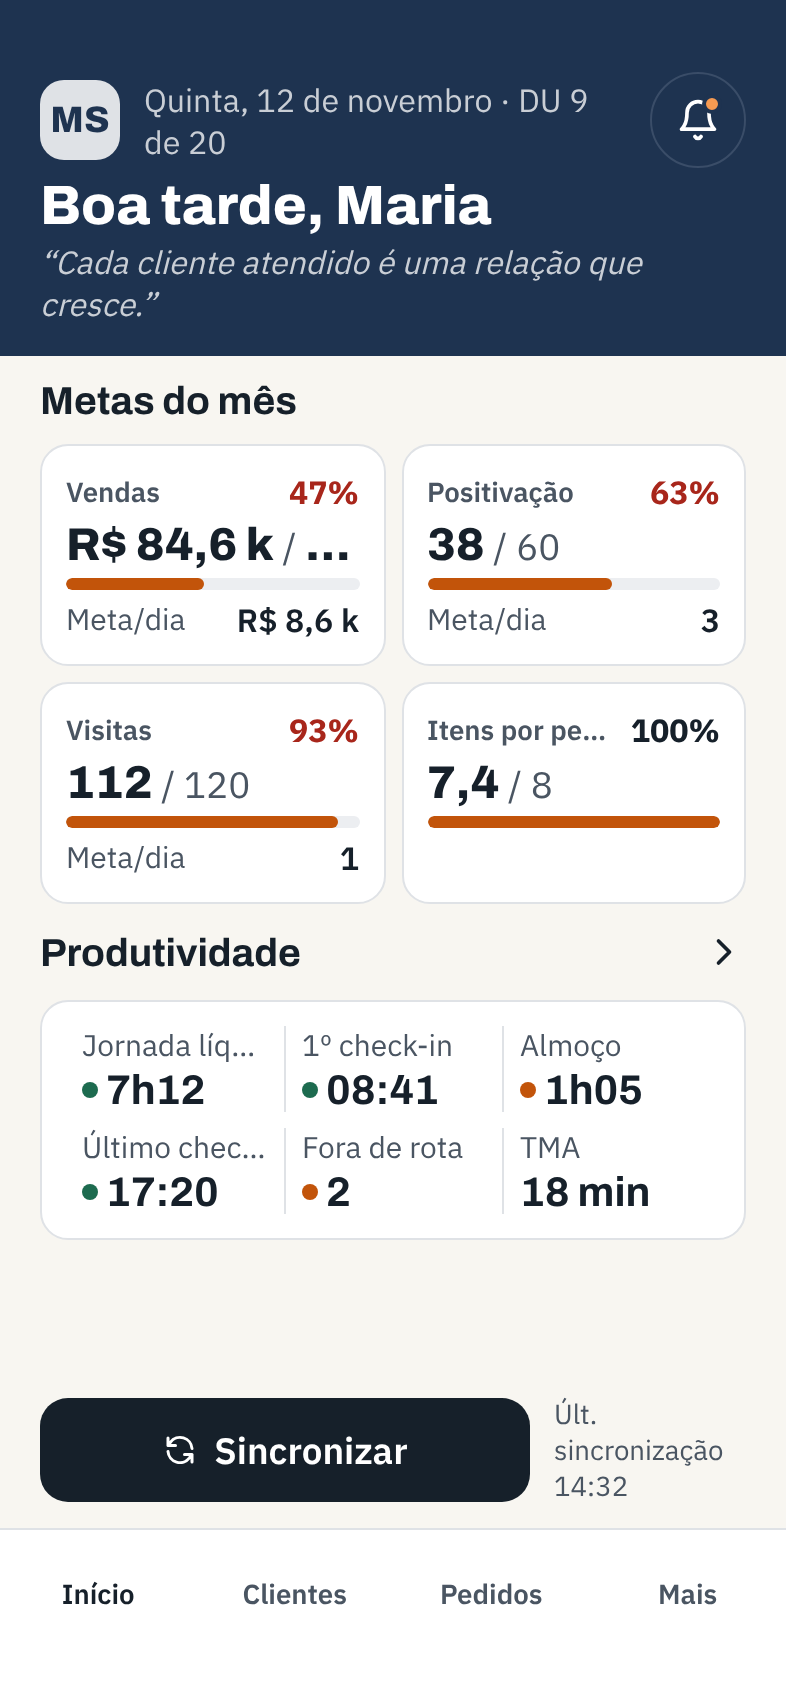 MS
Quinta, 12 de novembro · DU 9
de 20
Boa tarde, Maria
“Cada cliente atendido é uma relação que
cresce.”
Metas do mês
Vendas 47%
R$ 84,6 k / ...
Meta/dia R$ 8,6 k
Positivação 63%
38 / 60
Meta/dia 3
Visitas 93%
112 / 120
Meta/dia 1
Itens por pe... 100%
7,4 / 8
Produtividade
Jornada líq... 1º check-in Almoço
7h12 08:41 1h05
Último chec... Fora de rota TMA
17:20 2 18 min
Sincronizar
Últ.
sincronização
14:32
Início Clientes Pedidos Mais